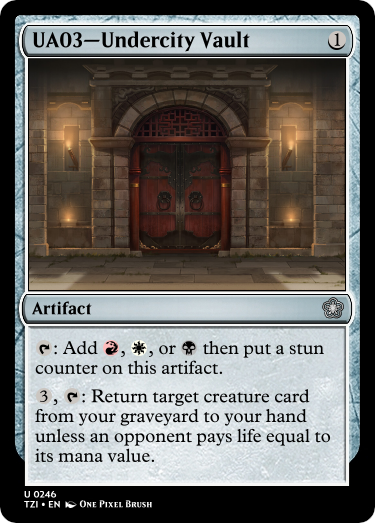 UA03—Undercity Vault 1
Artifact
: Add , , or then put a stun
counter on this artifact.
3, : Return target creature card
from your graveyard to your hand
unless an opponent pays life equal to
its mana value.
U 0246
TZI • EN One Pixel Brush